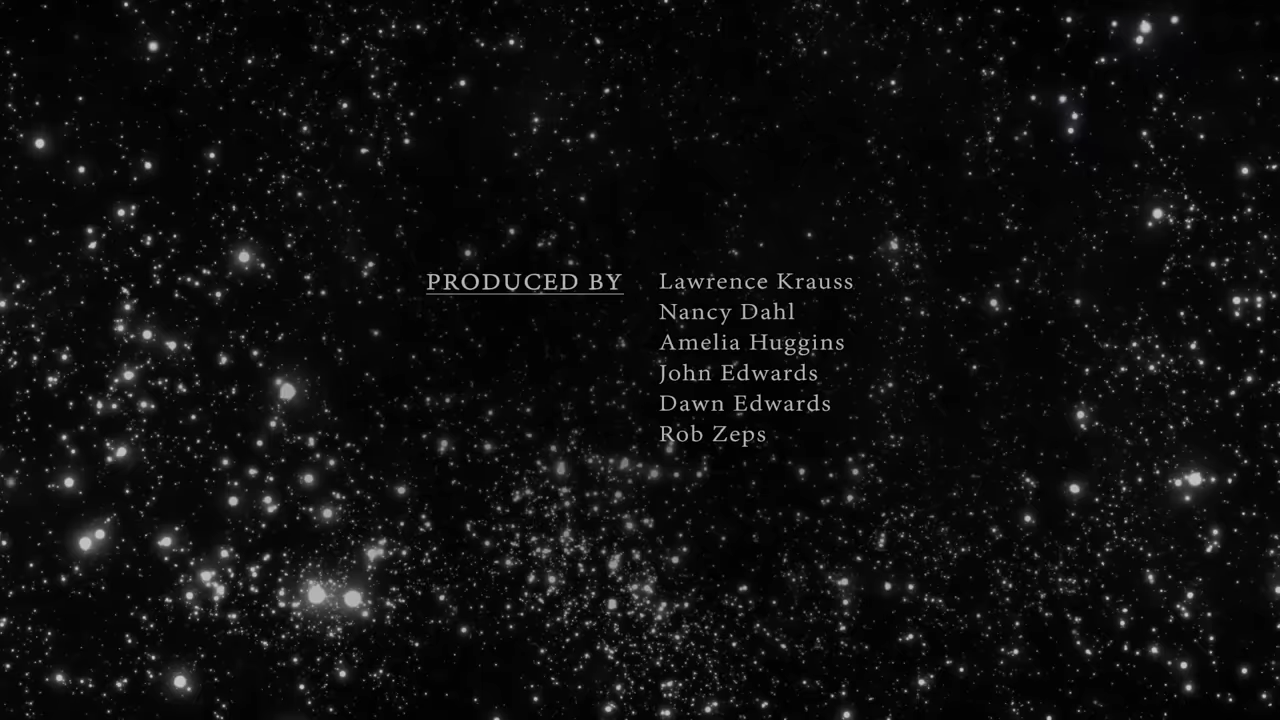 PRODUCED BY Lawrence Krauss
Nancy Dahl
Amelia Huggins
John Edwards
Dawn Edwards
Rob Zeps